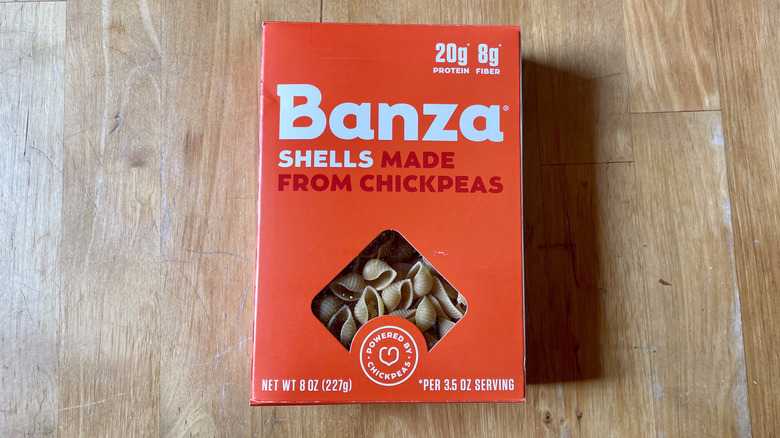 20g* 8g*
PROTEIN FIBER
Banza®
SHELLS MADE
FROM CHICKPEAS
POWERED BY
CHICKPEAS
NET WT 8 OZ (227g) *PER 3.5 OZ SERVING